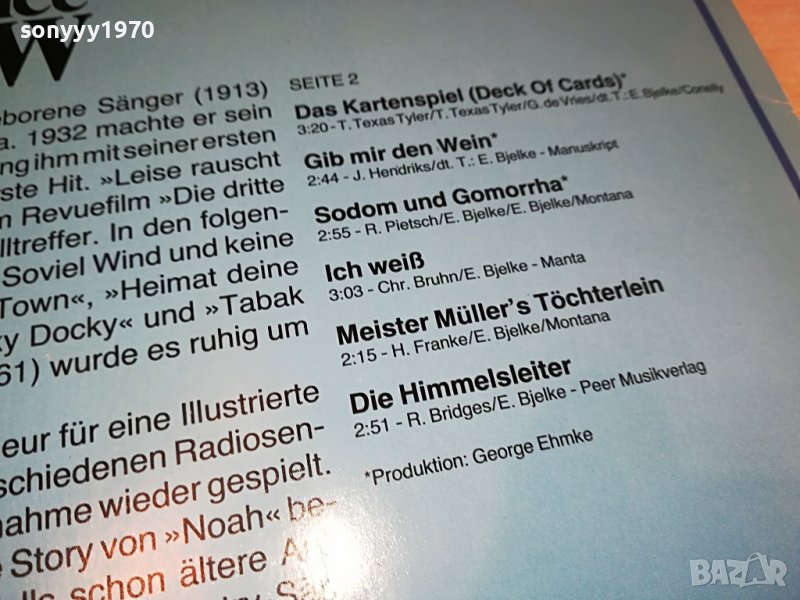 sonyyy1970
W
eborene Sänger (1913)
a. 1932 machte er sein
ng ihm mit seiner ersten
rste Hit. »Leise rauscht
m Revuefilm »Die dritte
lltreffer. In den folgen-
Soviel Wind und keine
Town«, »Heimat deine
ky Docky« und »Tabak
61) wurde es ruhig um
eur für eine Illustrierte
schiedenen Radiosen-
nahme wieder gespielt.
e Story von »Noah« be-
lls schon ältere
SEITE 2
Das Kartenspiel (Deck Of Cards)*
3:20 - T. Texas Tyler/T. Texas Tyler/G. de Vries/dt. T.: E. Bjelke/Conelly
Gib mir den Wein*
2:44 - J. Hendriks/dt. T.: E. Bjelke - Manuskript
Sodom und Gomorrha*
2:55 - R. Pietsch/E. Bjelke/E. Bjelke/Montana
Ich weiß
3:03 - Chr. Bruhn/E. Bjelke - Manta
Meister Müller's Töchterlein
2:15 - H. Franke/E. Bjelke/Montana
Die Himmelsleiter
2:51 - R. Bridges/E. Bjelke - Peer Musikverlag
*Produktion: George Ehmke
BAZAR
bg